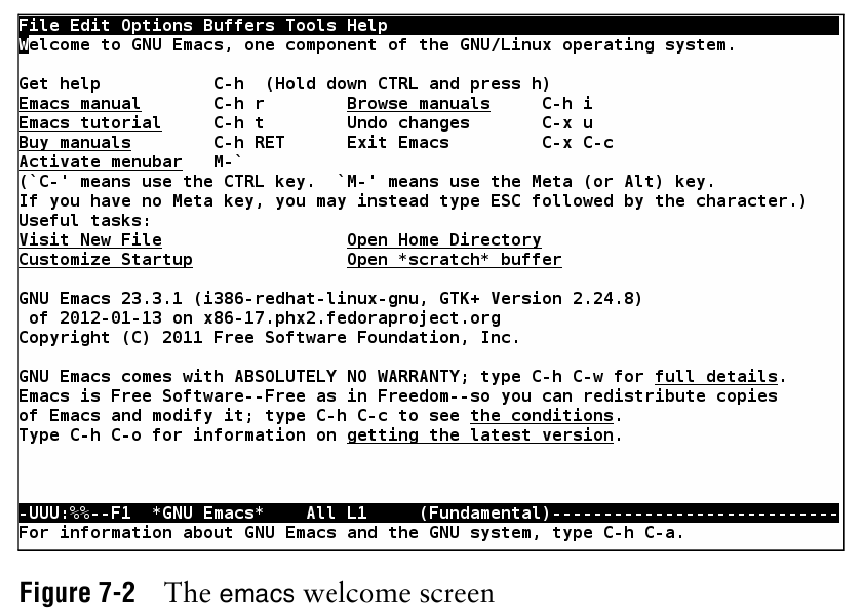 File Edit Options Buffers Tools Help
Welcome to GNU Emacs, one component of the GNU/Linux operating system.
Get help C-h (Hold down CTRL and press h)
Emacs manual C-h r Browse manuals C-h i
Emacs tutorial C-h t Undo changes C-x u
Buy manuals C-h RET Exit Emacs C-x C-c
Activate menubar M-`
(`C-' means use the CTRL key. `M-' means use the Meta (or Alt) key.
If you have no Meta key, you may instead type ESC followed by the character.)
Useful tasks:
Visit New File Open Home Directory
Customize Startup Open *scratch* buffer
GNU Emacs 23.3.1 (i386-redhat-linux-gnu, GTK+ Version 2.24.8)
of 2012-01-13 on x86-17.phx2.fedoraproject.org
Copyright (C) 2011 Free Software Foundation, Inc.
GNU Emacs comes with ABSOLUTELY NO WARRANTY; type C-h C-w for full details.
Emacs is Free Software--Free as in Freedom--so you can redistribute copies
of Emacs and modify it; type C-h C-c to see the conditions.
Type C-h C-o for information on getting the latest version.
-UUU:%%--F1 *GNU Emacs* All L1 (Fundamental)----------------------------
For information about GNU Emacs and the GNU system, type C-h C-a.
Figure 7-2 The emacs welcome screen